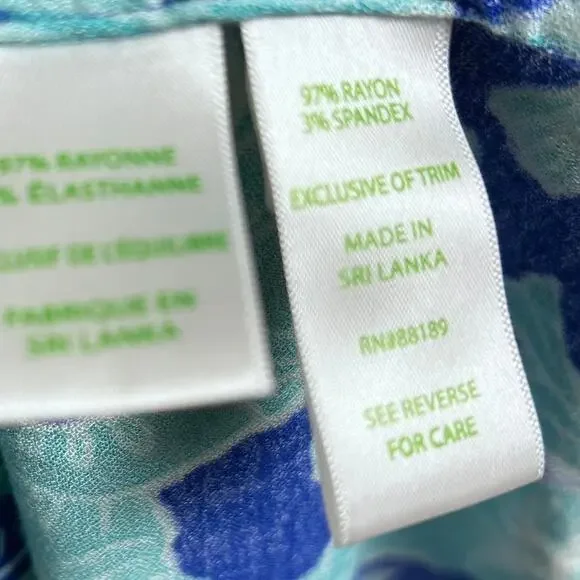 97% RAYONNE
% ÉLASTHANNE
FABRIQUE EN
SRI LANKA
97% RAYON
3% SPANDEX
EXCLUSIVE OF TRIM
MADE IN
SRI LANKA
RN#88189
SEE REVERSE
FOR CARE